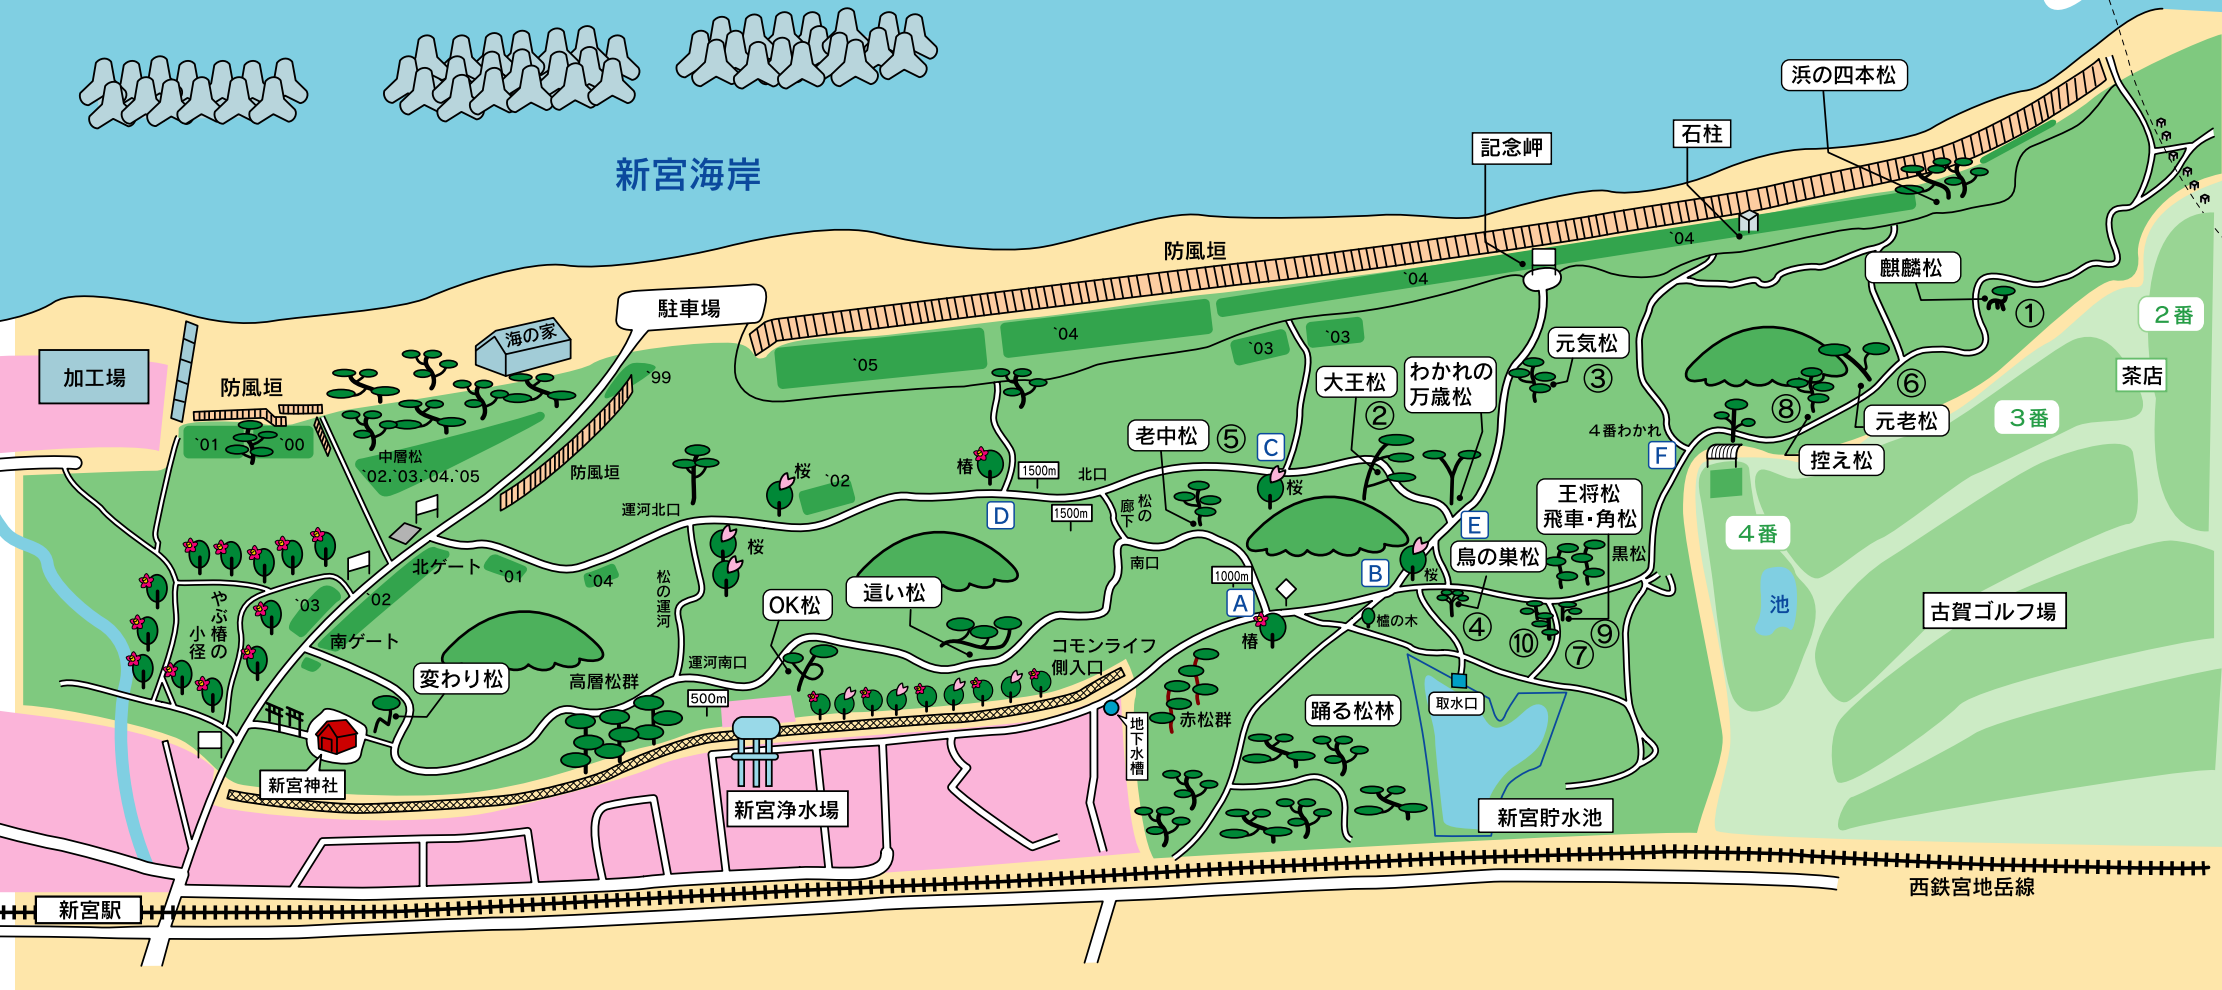 新宮海岸
浜の四本松
石柱
記念岬
防風垣
`04
`04
麒麟松
①
2番
駐車場
海の家
加工場
防風垣
`99
`05
`04
`03
`03
元気松
③
わかれの
万歳松
大王松
②
⑥
茶店
⑧
元老松
3番
控え松
4番わかれ
F
`01
`00
中層松
`02.`03.`04.`05
防風垣
老中松
⑤
C
桜
桜
`02
椿
1500m
北口
松の
廊下
運河北口
D
1500m
王将松
飛車・角松
E
4番
黒松
鳥の巣松
桜
北ゲート
`01
`04
桜
南口
1000m
B
A
這い松
OK松
松の運河
`03
`02
やぶ椿の
小径
南ゲート
椿
櫨の木
④
⑩
⑦
⑨
池
古賀ゴルフ場
コモンライフ
側入口
運河南口
高層松群
変わり松
500m
取水口
踊る松林
赤松群
地下水槽
新宮神社
新宮浄水場
新宮貯水池
西鉄宮地岳線
新宮駅